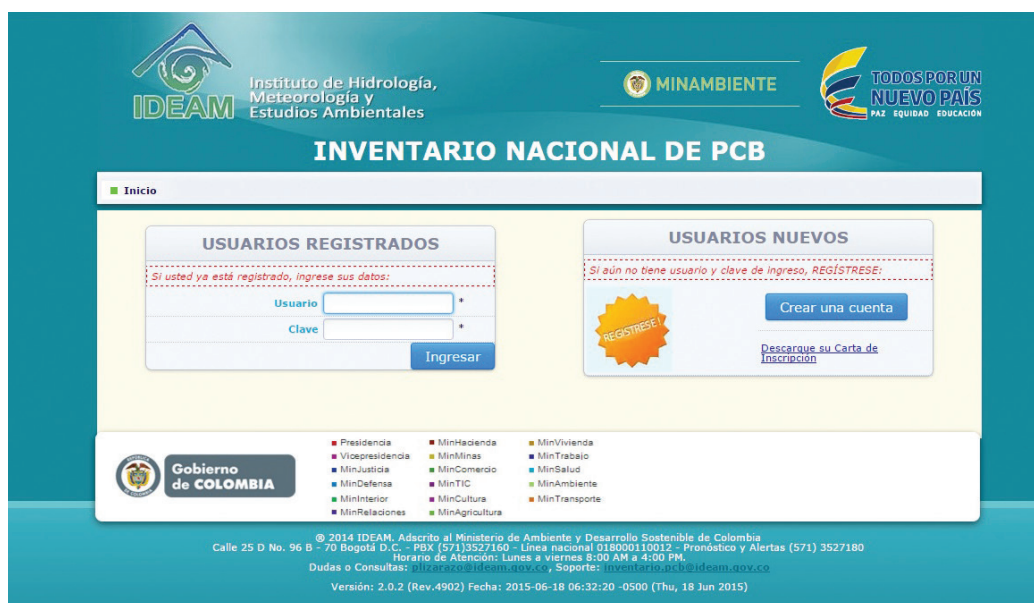 IDEAM
Instituto de Hidrología,
Meteorología y
Estudios Ambientales
MINAMBIENTE
TODOS POR UN
NUEVO PAÍS
PAZ EQUIDAD EDUCACIÓN
INVENTARIO NACIONAL DE PCB
Inicio
USUARIOS REGISTRADOS
Si usted ya está registrado, ingrese sus datos:
Usuario *
Clave *
Ingresar
USUARIOS NUEVOS
Si aún no tiene usuario y clave de ingreso, REGÍSTRESE:
REGISTRESE!
Crear una cuenta
Descargue su Carta de
Inscripción
Gobierno
de COLOMBIA
Presidencia
Vicepresidencia
MinJusticia
MinDefensa
MinInterior
MinRelaciones
MinHacienda
MinMinas
MinComercio
MinTIC
MinCultura
MinAgricultura
MinVivienda
MinTrabajo
MinSalud
MinAmbiente
MinTransporte
© 2014 IDEAM. Adscrito al Ministerio de Ambiente y Desarrollo Sostenible de Colombia
Calle 25 D No. 96 B - 70 Bogotá D.C. - PBX (571)3527160 - Línea nacional 018000110012 - Pronóstico y Alertas (571) 3527180
Horario de Atención: Lunes a viernes 8:00 AM a 4:00 PM.
Dudas o Consultas: plizarazo@ideam.gov.co, Soporte: inventario.pcb@ideam.gov.co
Versión: 2.0.2 (Rev.4902) Fecha: 2015-06-18 06:32:20 -0500 (Thu, 18 Jun 2015)